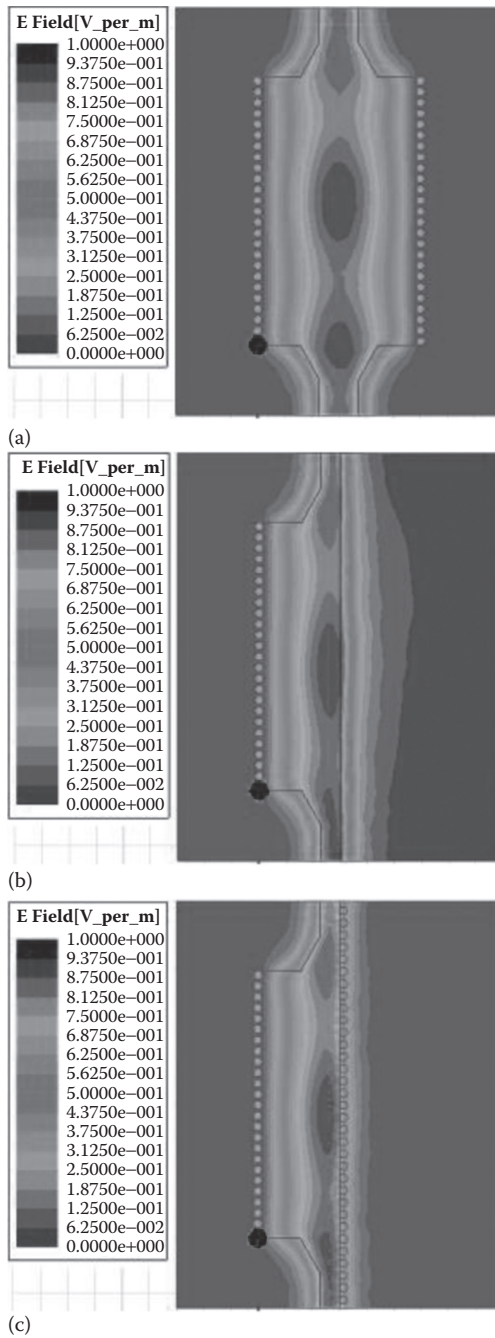 E Field[V_per_m]
1.0000e+000
9.3750e−001
8.7500e−001
8.1250e−001
7.5000e−001
6.8750e−001
6.2500e−001
5.6250e−001
5.0000e−001
4.3750e−001
3.7500e−001
3.1250e−001
2.5000e−001
1.8750e−001
1.2500e−001
6.2500e−002
0.0000e+000
(a)
E Field[V_per_m]
1.0000e+000
9.3750e−001
8.7500e−001
8.1250e−001
7.5000e−001
6.8750e−001
6.2500e−001
5.6250e−001
5.0000e−001
4.3750e−001
3.7500e−001
3.1250e−001
2.5000e−001
1.8750e−001
1.2500e−001
6.2500e−002
0.0000e+000
(b)
E Field[V_per_m]
1.0000e+000
9.3750e−001
8.7500e−001
8.1250e−001
7.5000e−001
6.8750e−001
6.2500e−001
5.6250e−001
5.0000e−001
4.3750e−001
3.7500e−001
3.1250e−001
2.5000e−001
1.8750e−001
1.2500e−001
6.2500e−002
0.0000e+000
(c)